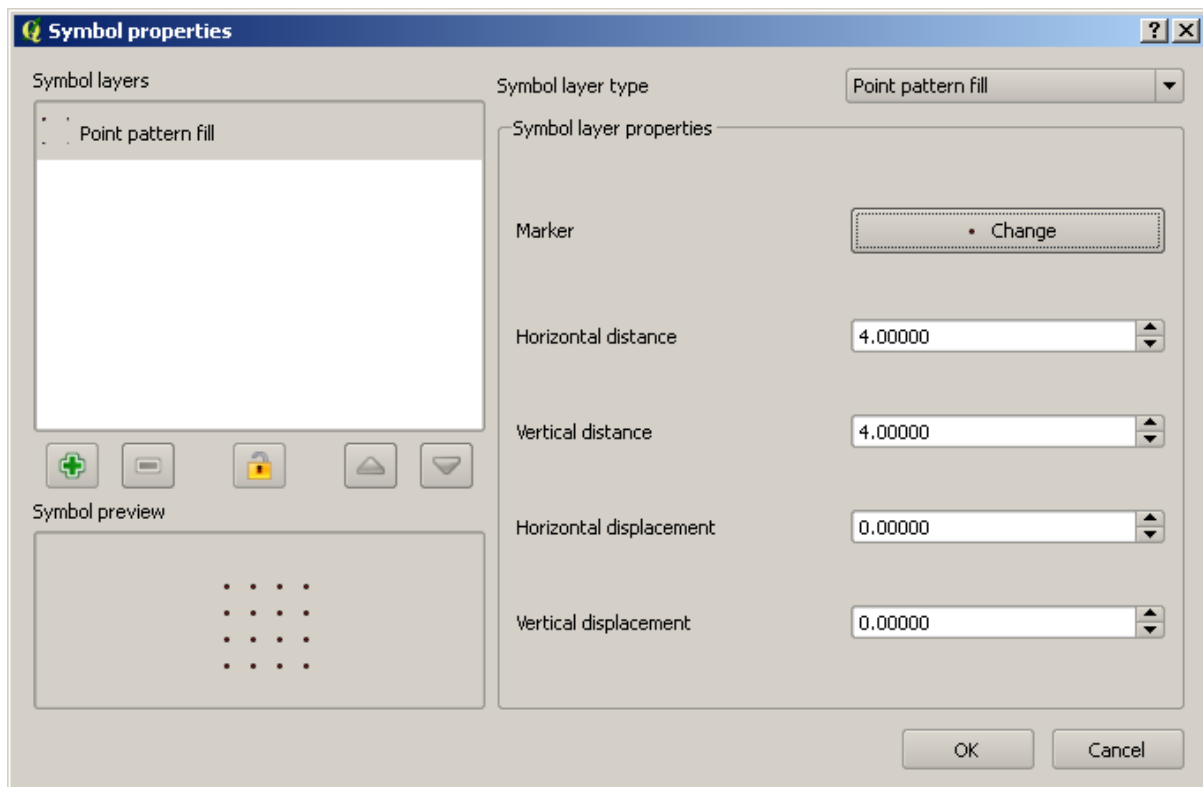 Symbol properties
Symbol layers
Point pattern fill
Symbol preview
Symbol layer type
Point pattern fill
Symbol layer properties
Marker
Change
Horizontal distance
4.00000
Vertical distance
4.00000
Horizontal displacement
0.00000
Vertical displacement
0.00000
OK
Cancel